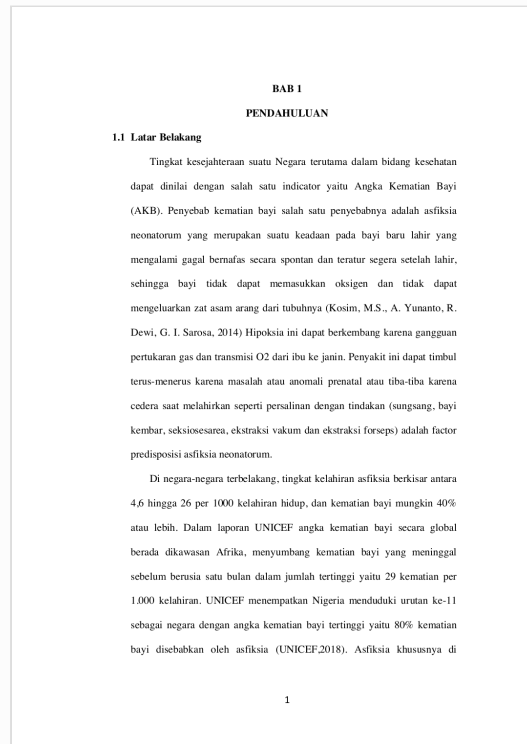 BAB 1
PENDAHULUAN
1.1 Latar Belakang
Tingkat kesejahteraan suatu Negara terutama dalam bidang kesehatan
dapat dinilai dengan salah satu indicator yaitu Angka Kematian Bayi
(AKB). Penyebab kematian bayi salah satu penyebabnya adalah asfiksia
neonatorum yang merupakan suatu keadaan pada bayi baru lahir yang
mengalami gagal bernafas secara spontan dan teratur segera setelah lahir,
sehingga bayi tidak dapat memasukkan oksigen dan tidak dapat
mengeluarkan zat asam arang dari tubuhnya (Kosim, M.S., A. Yunanto, R.
Dewi, G. I. Sarosa, 2014) Hipoksia ini dapat berkembang karena gangguan
pertukaran gas dan transmisi O2 dari ibu ke janin. Penyakit ini dapat timbul
terus-menerus karena masalah atau anomali prenatal atau tiba-tiba karena
cedera saat melahirkan seperti persalinan dengan tindakan (sungsang, bayi
kembar, seksiosesarea, ekstraksi vakum dan ekstraksi forseps) adalah factor
predisposisi asfiksia neonatorum.
Di negara-negara terbelakang, tingkat kelahiran asfiksia berkisar antara
4,6 hingga 26 per 1000 kelahiran hidup, dan kematian bayi mungkin 40%
atau lebih. Dalam laporan UNICEF angka kematian bayi secara global
berada dikawasan Afrika, menyumbang kematian bayi yang meninggal
sebelum berusia satu bulan dalam jumlah tertinggi yaitu 29 kematian per
1.000 kelahiran. UNICEF menempatkan Nigeria menduduki urutan ke-11
sebagai negara dengan angka kematian bayi tertinggi yaitu 80% kematian
bayi disebabkan oleh asfiksia (UNICEF,2018). Asfiksia khususnya di
1